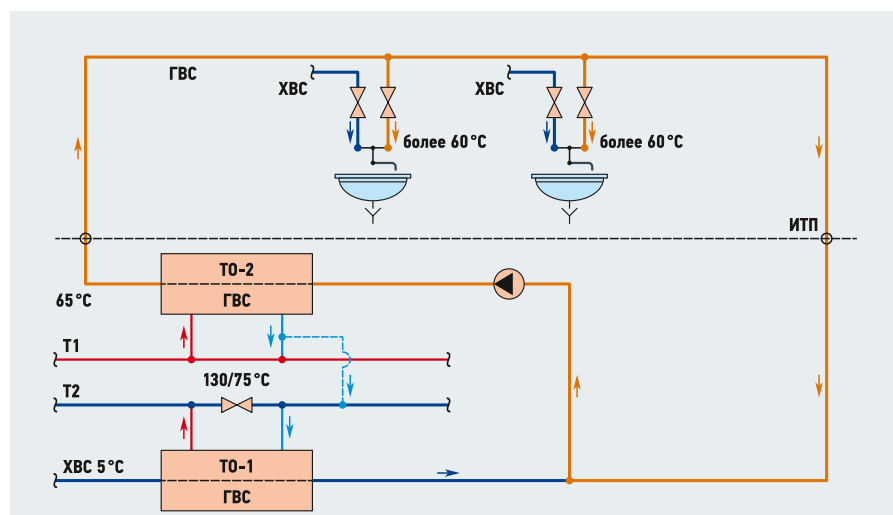 ГВС
ХВС
ХВС
более 60°С
более 60°С
ИТП
ТО-2
ГВС
65°С
Т1
130/75°С
Т2
ХВС 5°С
ТО-1
ГВС